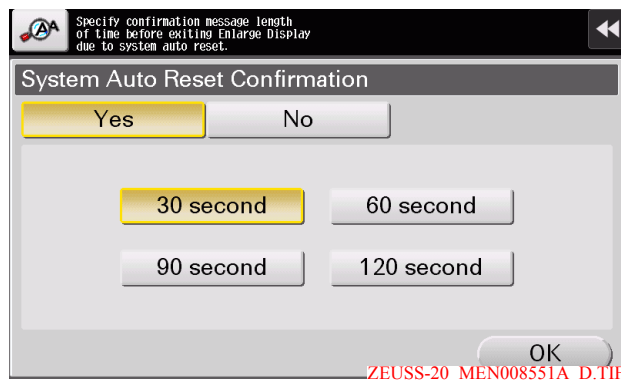 Specify confirmation message length
of time before exiting Enlarge Display
due to system auto reset.
System Auto Reset Confirmation
Yes No
30 second 60 second
90 second 120 second
OK
ZEUSS-20 MEN008551A D.TIF